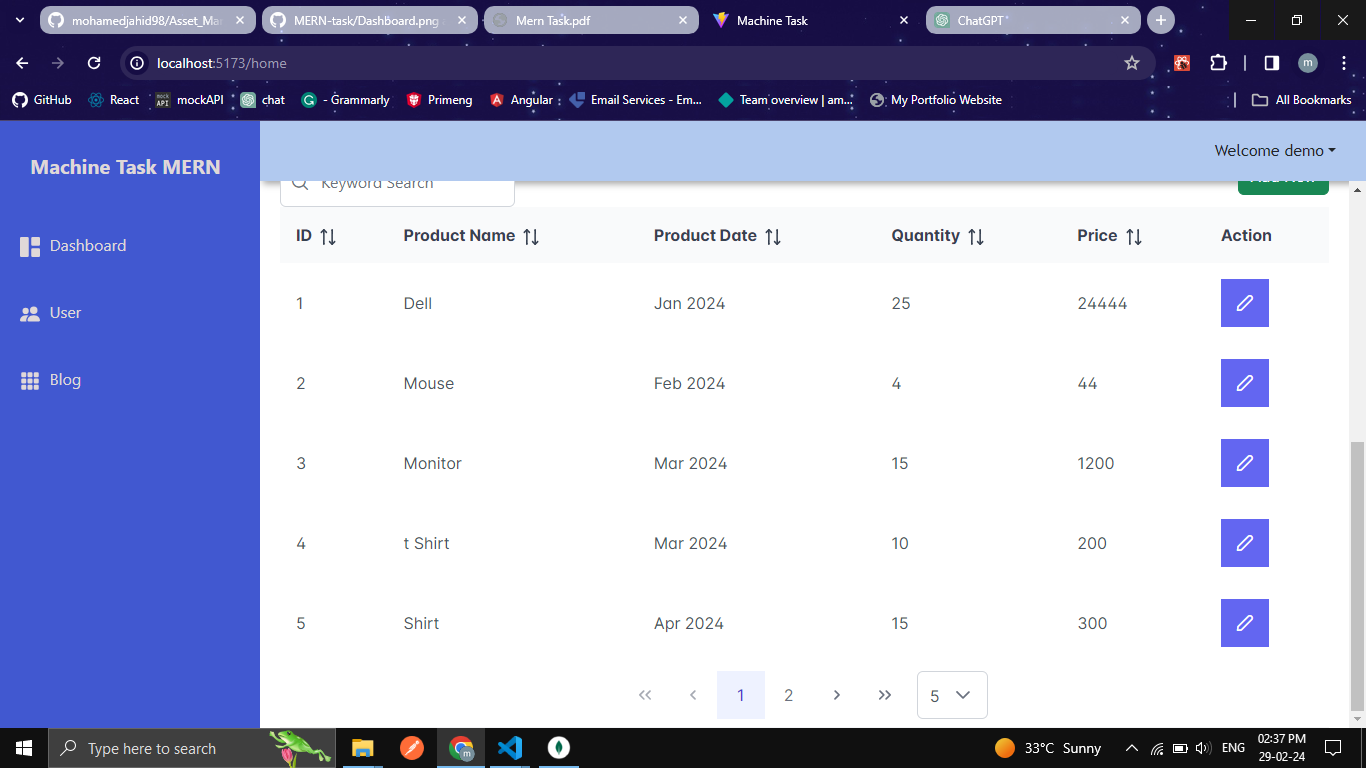 mohamedjahid98/Asset_Ma
MERN-task/Dashboard.png
Mern Task.pdf
Machine Task
ChatGPT
localhost:5173/home
m
GitHub
React
mock API
mockAPI
chat
- Grammarly
Primeng
Angular
Email Services - Em...
Team overview | am...
My Portfolio Website
All Bookmarks
Machine Task MERN
Welcome demo
Dashboard
User
Blog
Keyword Search
ID Product Name Product Date Quantity Price Action
1 Dell Jan 2024 25 24444
2 Mouse Feb 2024 4 44
3 Monitor Mar 2024 15 1200
4 t Shirt Mar 2024 10 200
5 Shirt Apr 2024 15 300
« ‹ 1 2 › » 5
Type here to search
33°C Sunny
ENG
02:37 PM
29-02-24